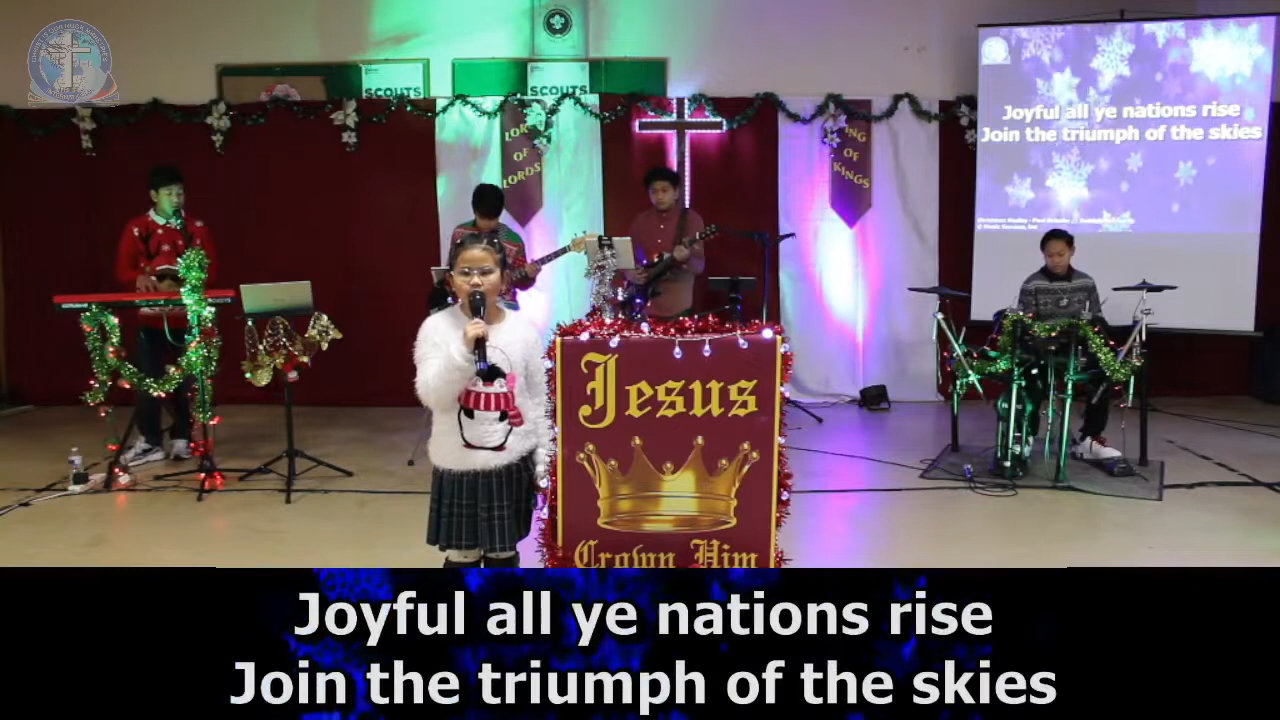 SCOUTS
SCOUTS
LORD
OF
LORDS
KING
OF
KINGS
Joyful all ye nations rise
Join the triumph of the skies
Jesus
Crown Him
Joyful all ye nations rise
Join the triumph of the skies